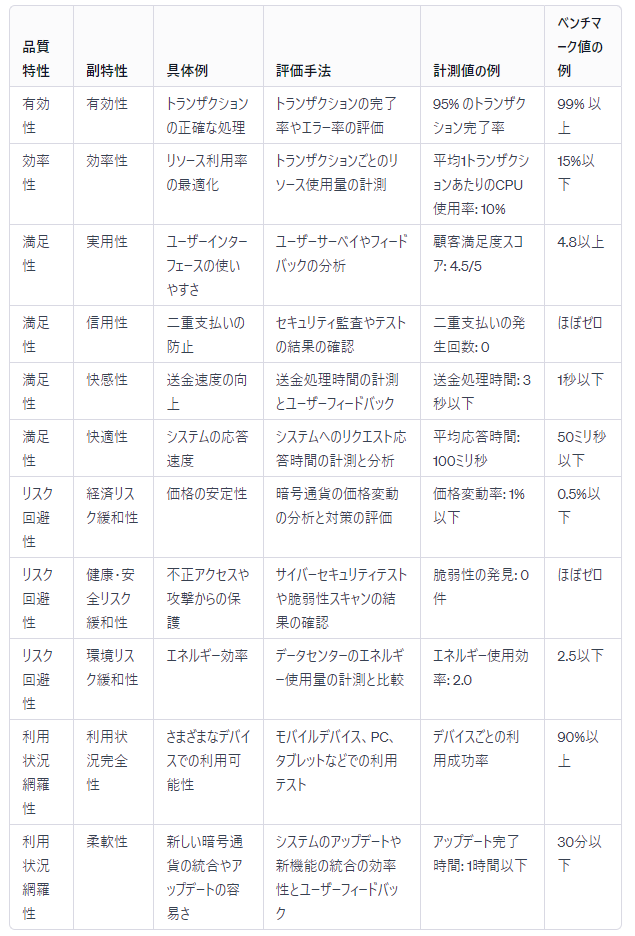 品質特性 副特性 具体例 評価手法 計測値の例 ベンチマーク値の例
有効性 有効性 トランザクションの正確な処理 トランザクションの完了率やエラー率の評価 95% のトランザクション完了率 99% 以上
効率性 効率性 リソース利用率の最適化 トランザクションごとのリソース使用量の計測 平均1トランザクションあたりのCPU使用率: 10% 15%以下
満足性 実用性 ユーザーインターフェースの使いやすさ ユーザーサーベイやフィードバックの分析 顧客満足度スコア: 4.5/5 4.8以上
満足性 信用性 二重支払いの防止 セキュリティ監査やテストの結果の確認 二重支払いの発生回数: 0 ほぼゼロ
満足性 快感性 送金速度の向上 送金処理時間の計測とユーザーフィードバック 送金処理時間: 3秒以下 1秒以下
満足性 快適性 システムの応答速度 システムへのリクエスト応答時間の計測と分析 平均応答時間: 100ミリ秒 50ミリ秒以下
リスク回避性 経済リスク緩和性 価格の安定性 暗号通貨の価格変動の分析と対策の評価 価格変動率: 1%以下 0.5%以下
リスク回避性 健康・安全リスク緩和性 不正アクセスや攻撃からの保護 サイバーセキュリティテストや脆弱性スキャンの結果の確認 脆弱性の発見: 0件 ほぼゼロ
リスク回避性 環境リスク緩和性 エネルギー効率 データセンターのエネルギー使用量の計測と比較 エネルギー使用効率: 2.0 2.5以下
利用状況網羅性 利用状況完全性 さまざまなデバイスでの利用可能性 モバイルデバイス、PC、タブレットなどでの利用テスト デバイスごとの利用成功率 90%以上
利用状況網羅性 柔軟性 新しい暗号通貨の統合やアップデートの容易さ システムのアップデートや新機能の統合の効率性とユーザーフィードバック アップデート完了時間: 1時間以下 30分以下